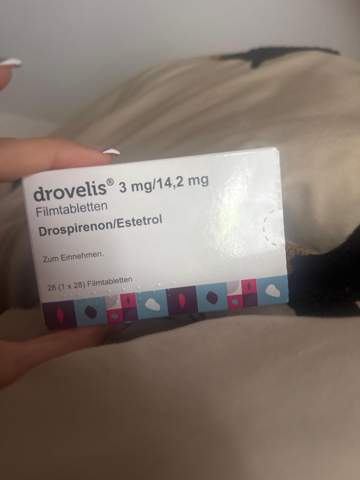 drovelis® 3 mg/14,2 mg
Filmtabletten
Drospirenon/Estetrol
Zum Einnehmen.
28 (1 x 28) Filmtabletten